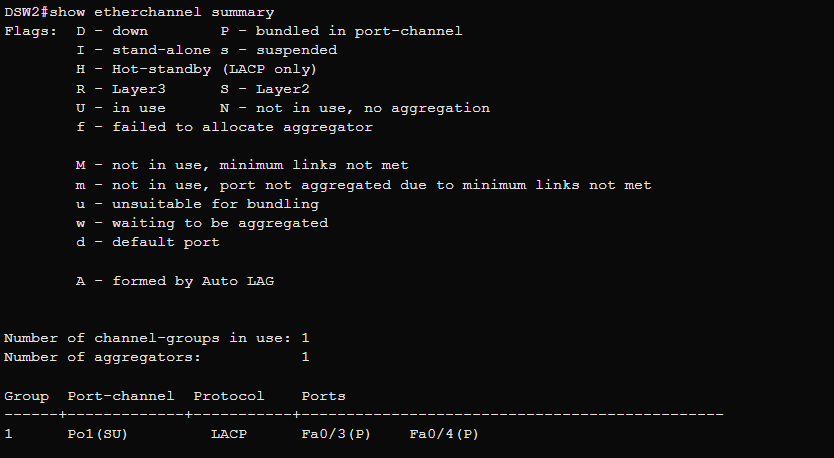 DSW2#show etherchannel summary
Flags:  D - down        P - bundled in port-channel
        I - stand-alone s - suspended
        H - Hot-standby (LACP only)
        R - Layer3      S - Layer2
        U - in use      N - not in use, no aggregation
        f - failed to allocate aggregator

        M - not in use, minimum links not met
        m - not in use, port not aggregated due to minimum links not met
        u - unsuitable for bundling
        w - waiting to be aggregated
        d - default port

        A - formed by Auto LAG


Number of channel-groups in use: 1
Number of aggregators:           1

Group  Port-channel  Protocol    Ports
------+-------------+-----------+-----------------------------------------------
1      Po1(SU)         LACP      Fa0/3(P)    Fa0/4(P)